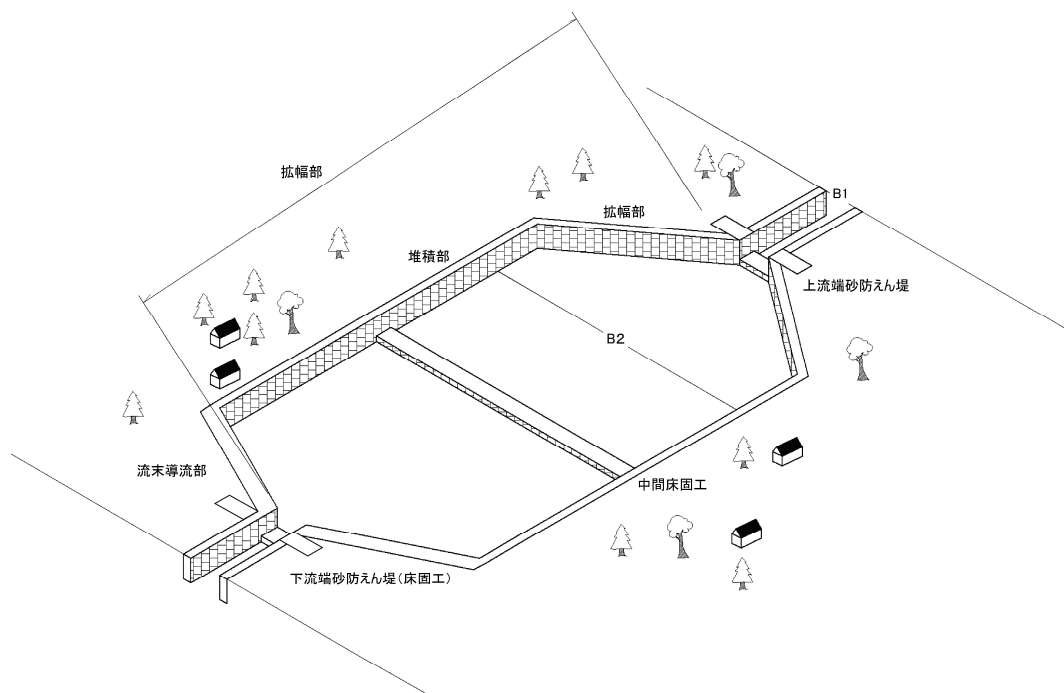 拡幅部
拡幅部
B1
堆積部
上流端砂防えん堤
B2
流末導流部
中間床固工
下流端砂防えん堤(床固工)